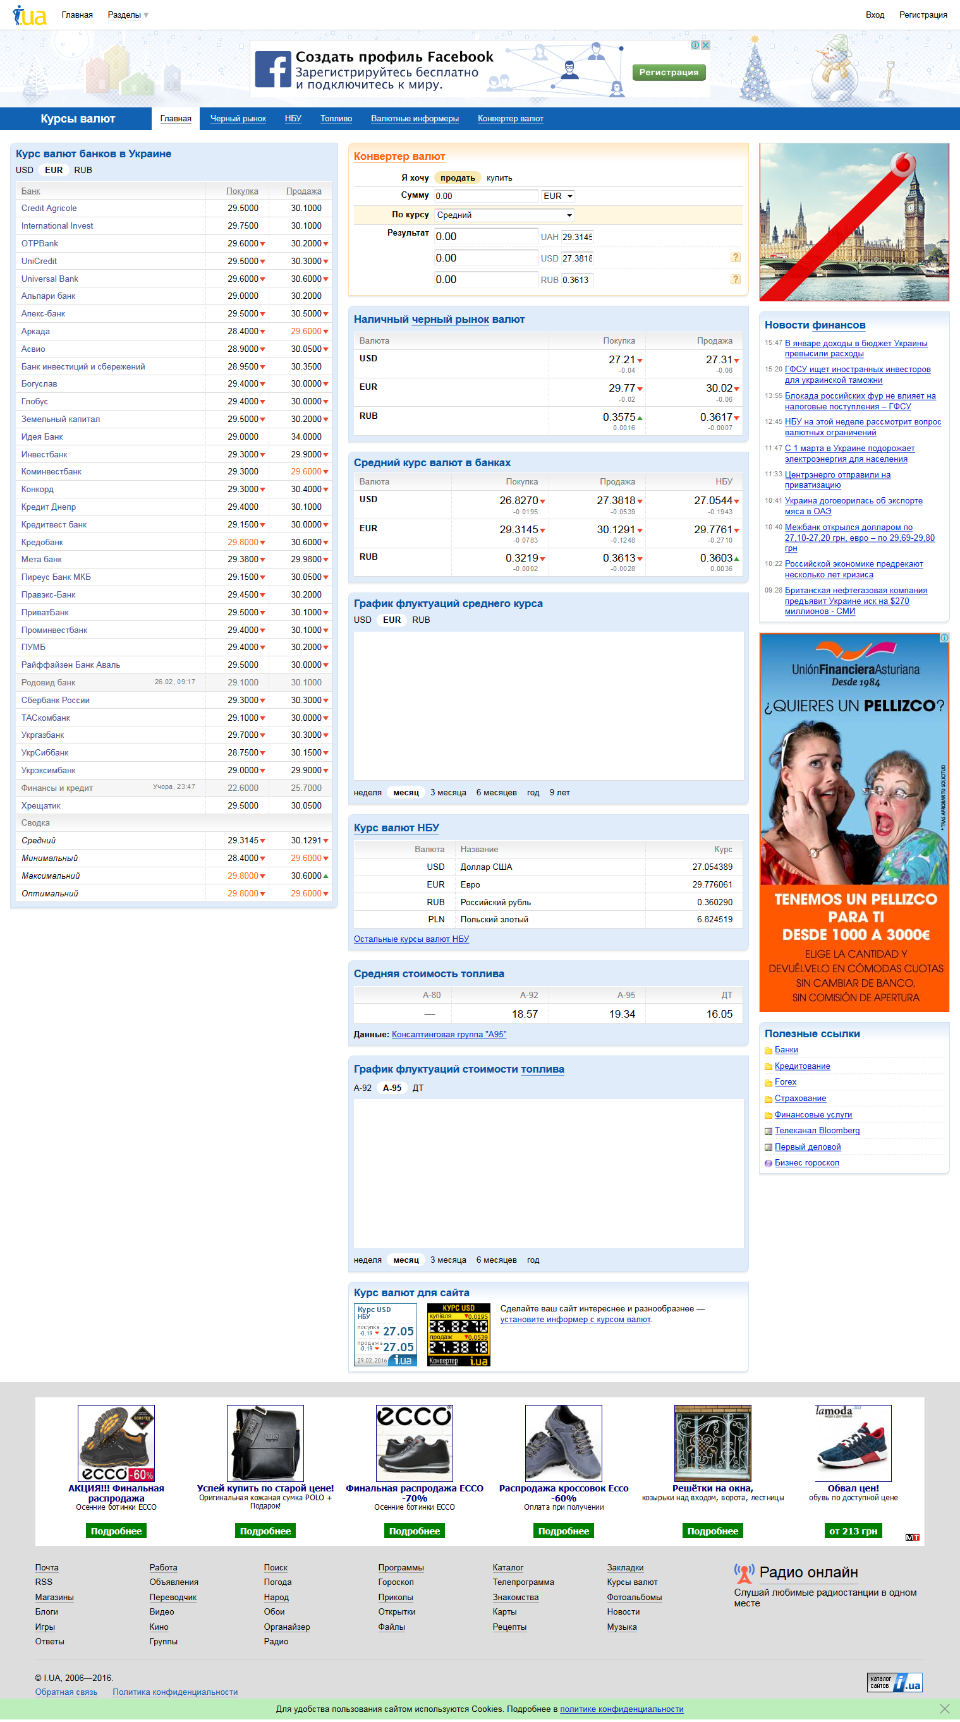 i.ua Главная Разделы Вход Регистрация
Создать профиль Facebook
Зарегистрируйтесь бесплатно
и подключитесь к миру.
Регистрация
Курсы валют Главная Черный рынок НБУ Топливо Валютные информеры Конвертер валют
Курс валют банков в Украине
USD EUR RUB
Банк Покупка Продажа
Credit Agricole 29.5000 30.1000
International Invest 29.7500 30.1000
OTPBank 29.6000 30.2000
UniCredit 29.5000 30.3000
Universal Bank 29.6000 30.6000
Альпари банк 29.0000 30.2000
Апекс-банк 29.5000 30.5000
Аркада 28.4000 29.6000
Асвио 28.9000 30.0500
Банк инвестиций и сбережений 28.9500 30.3500
Богуслав 29.4000 30.0000
Глобус 29.4000 30.0000
Земельный капитал 29.5000 30.2000
Идея Банк 29.0000 34.0000
Инвестбанк 29.3000 29.9000
Коминвестбанк 29.3000 29.6000
Конкорд 29.3000 30.4000
Кредит Днепр 29.4000 30.1000
Кредитвест банк 29.1500 30.0000
Кредобанк 29.8000 30.6000
Мета банк 29.3800 29.9800
Пиреус Банк МКБ 29.1500 30.0500
Правэкс-Банк 29.4500 30.2000
ПриватБанк 29.5000 30.1000
Проминвестбанк 29.4000 30.1000
ПУМБ 29.4000 30.2000
Райффайзен Банк Аваль 29.5000 30.0000
Родовид банк 26.02, 09:17 29.1000 30.1000
Сбербанк России 29.3000 30.3000
ТАСкомбанк 29.1000 30.0000
Укргазбанк 29.7000 30.3000
УкрСиббанк 28.7500 30.1500
Укрэксимбанк 29.0000 29.9000
Финансы и кредит Учера, 23:47 22.6000 25.7000
Хрещатик 29.5000 30.0500
Сводка
Средний 29.3145 30.1291
Минимальный 28.4000 29.6000
Максимальный 29.8000 30.6000
Оптимальный 29.8000 29.6000
Конвертер валют
Я хочу продать купить
Сумму 0.00 EUR
По курсу Средний
Результат 0.00 UAH 29.3145
0.00 USD 27.3818 ?
0.00 RUB 0.3613 ?
Наличный черный рынок валют
Валюта Покупка Продажа
USD 27.21 27.31
-0.04 -0.08
EUR 29.77 30.02
-0.02 -0.06
RUB 0.3575 0.3617
0.0016 -0.0007
Средний курс валют в банках
Валюта Покупка Продажа НБУ
USD 26.8270 27.3818 27.0544
-0.0195 -0.0539 -0.1943
EUR 29.3145 30.1291 29.7761
-0.0783 -0.1248 -0.2710
RUB 0.3219 0.3613 0.3603
-0.0002 -0.0028 0.0036
График флуктуаций среднего курса
USD EUR RUB
неделя месяц 3 месяца 6 месяцев год 9 лет
Курс валют НБУ
Валюта Название Курс
USD Доллар США 27.054389
EUR Евро 29.776061
RUB Российский рубль 0.360290
PLN Польский злотый 6.824519
Остальные курсы валют НБУ
Средняя стоимость топлива
А-80 А-92 А-95 ДТ
— 18.57 19.34 16.05
Данные: Консалтинговая группа "А95"
График флуктуаций стоимости топлива
А-92 А-95 ДТ
неделя месяц 3 месяца 6 месяцев год
Курс валют для сайта
Курс USD
НБУ
покупка
-0.19 27.05
продажа
-0.19 27.05
29.02.2016 i.ua
КУРС USD
купівля 0.0195
26.8270
продаж 0.0539
27.3818
Конвертер i.ua
Сделайте ваш сайт интереснее и разнообразнее —
установите информер с курсом валют.
Новости финансов
15:47 В январе доходы в бюджет Украины
превысили расходы
15:20 ГФСУ ищет иностранных инвесторов
для украинской таможни
13:55 Блокада российских фур не влияет на
налоговые поступления – ГФСУ
12:45 НБУ на этой неделе рассмотрит вопрос
валютных ограничений
11:47 С 1 марта в Украине подорожает
электроэнергия для населения
11:33 Центрэнерго отправили на
приватизацию
10:41 Украина договорилась об экспорте
мяса в ОАЭ
10:40 Межбанк открылся долларом по
27,10-27,20 грн, евро – по 29,69-29,80
грн
10:22 Российской экономике предрекают
несколько лет кризиса
09:28 Британская нефтегазовая компания
предъявит Украине иск на $270
миллионов - СМИ
UniónFinancieraAsturiana
Desde 1984
¿QUIERES UN PELLIZCO?
TENEMOS UN PELLIZCO
PARA TI
DESDE 1000 A 3000€
ELIGE LA CANTIDAD Y
DEVUÉLVELO EN CÓMODAS CUOTAS
SIN CAMBIAR DE BANCO,
SIN COMISIÓN DE APERTURA
Полезные ссылки
Банки
Кредитование
Forex
Страхование
Финансовые услуги
Телеканал Bloomberg
Первый деловой
Бизнес гороскоп
ecco -60%
АКЦИЯ!!! Финальная
распродажа
Осенние ботинки ECCO
Подробнее
Успей купить по старой цене!
Оригинальная кожаная сумка POLO +
Подарок!
Подробнее
ecco
Финальная распродажа ECCO
-70%
Осенние ботинки ECCO
Подробнее
Распродажа кроссовок Ecco
-60%
Оплата при получении
Подробнее
Решётки на окна,
козырьки над входом, ворота, лестницы
Подробнее
lamoda
Обвал цен!
обувь по доступной цене
от 213 грн
МТ
Почта Работа Поиск Программы Каталог Закладки
RSS Объявления Погода Гороскоп Телепрограмма Курсы валют
Магазины Переводчик Народ Приколы Знакомства Фотоальбомы
Блоги Видео Обои Открытки Карты Новости
Игры Кино Органайзер Файлы Рецепты Музыка
Ответы Группы Радио
Радио онлайн
Слушай любимые радиостанции в одном
месте
© I.UA, 2006—2016.
Обратная связь Политика конфиденциальности
каталог
сайтов i.ua
Для удобства пользования сайтом используются Cookies. Подробнее в политике конфиденциальности